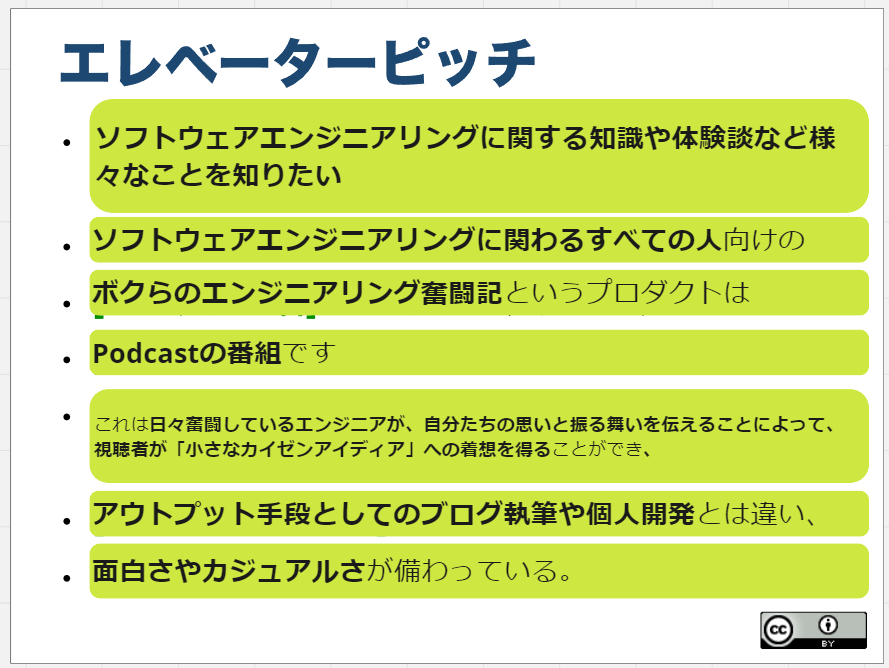 エレベーターピッチ
• ソフトウェアエンジニアリングに関する知識や体験談など様
々なことを知りたい
• ソフトウェアエンジニアリングに関わるすべての人向けの
• ボクらのエンジニアリング奮闘記というプロダクトは
• Podcastの番組です
• これは日々奮闘しているエンジニアが、自分たちの思いと振る舞いを伝えることによって、
視聴者が「小さなカイゼンアイディア」への着想を得ることができ、
• アウトプット手段としてのブログ執筆や個人開発とは違い、
• 面白さやカジュアルさが備わっている。
cc BY